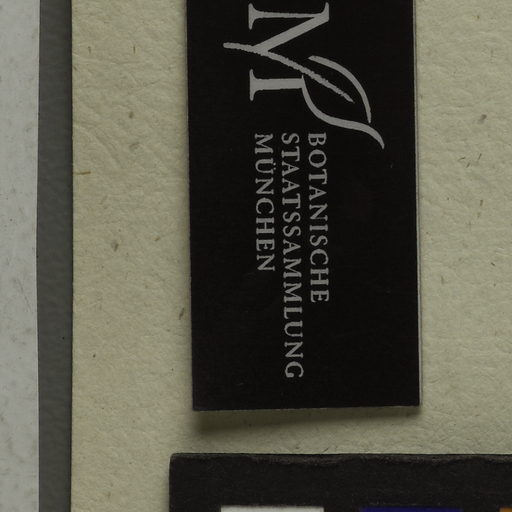 M
BOTANISCHE
STAATSSAMMLUNG
MÜNCHEN